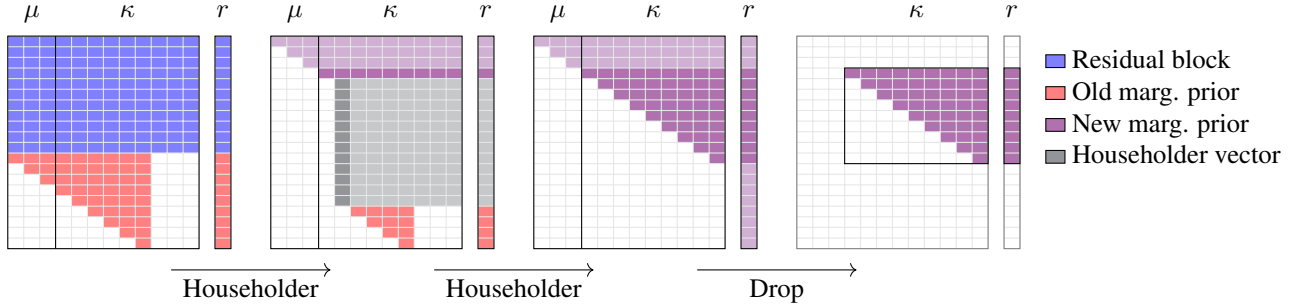 μ κ r μ κ r μ κ r κ r
Residual block
Old marg. prior
New marg. prior
Householder vector
Householder Householder Drop